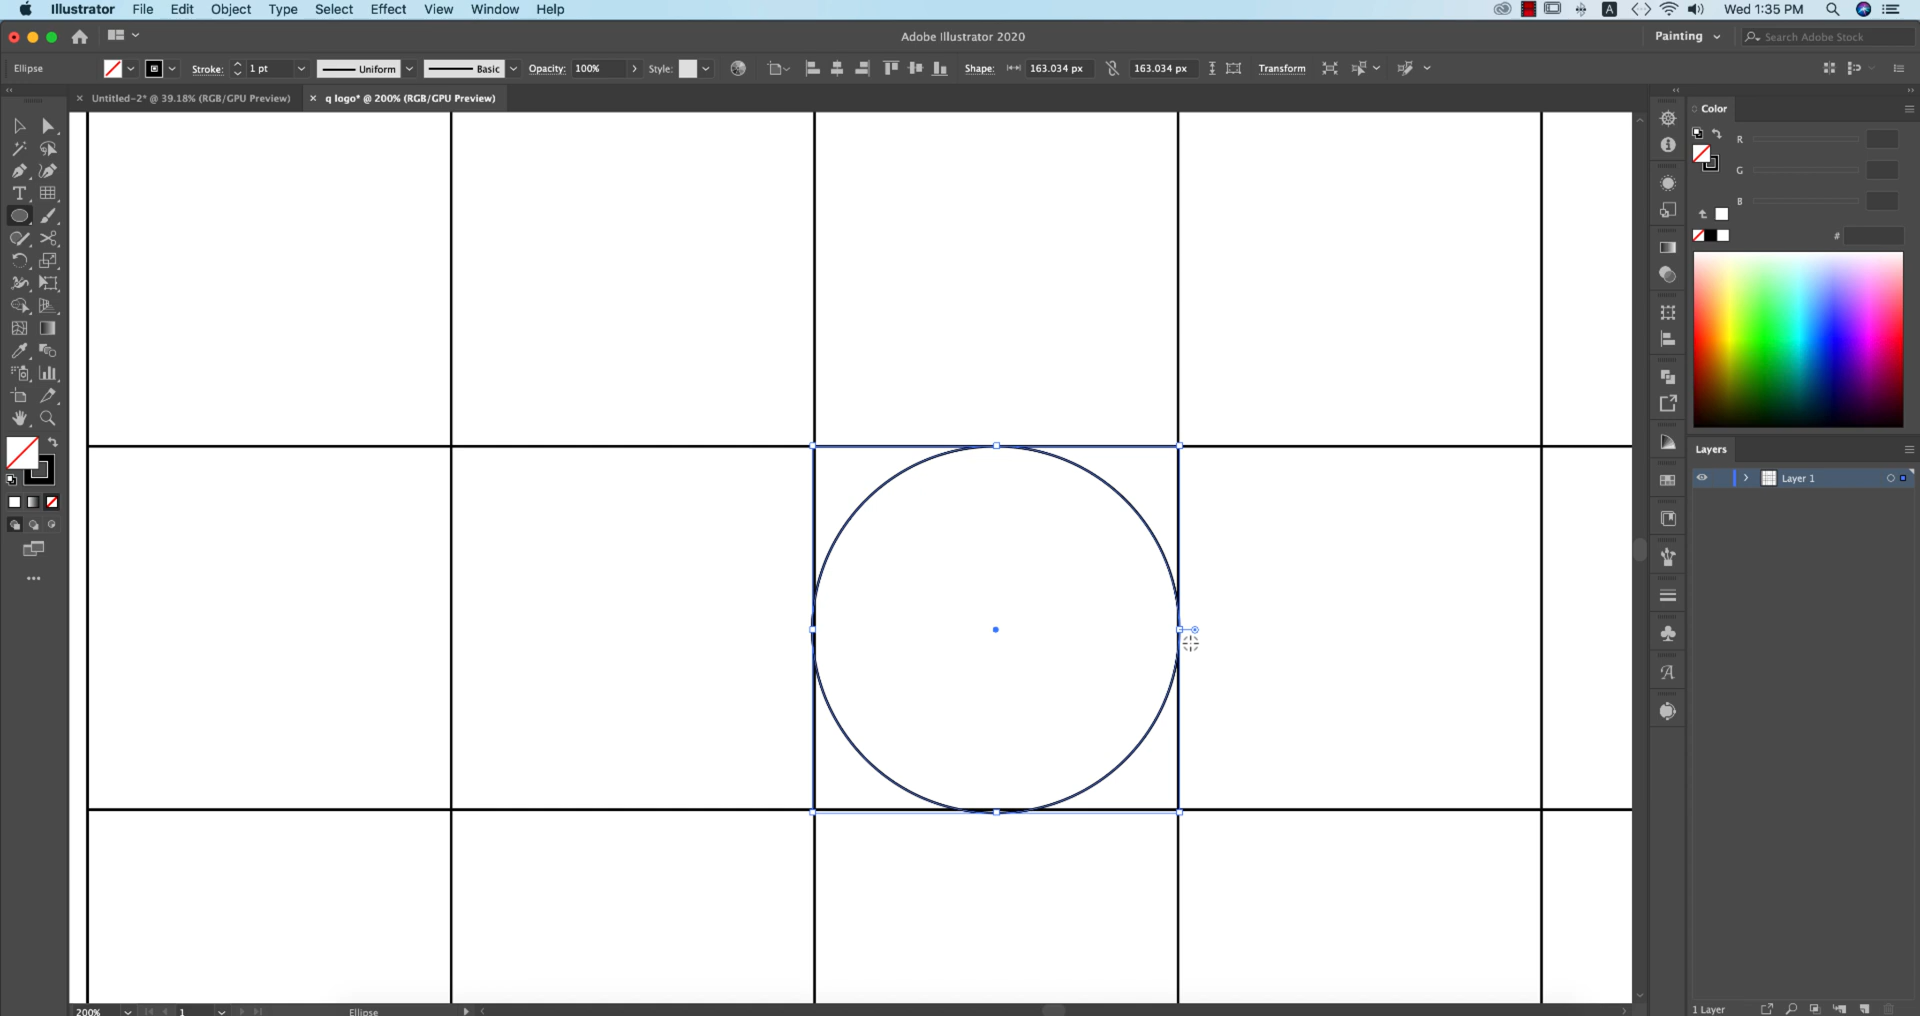 Illustrator File Edit Object Type Select Effect View Window Help A Wed 1:35 PM
Adobe Illustrator 2020 Painting Search Adobe Stock
Ellipse Stroke: 1 pt Uniform Basic Opacity: 100% Style: Shape: 163.034 px 163.034 px Transform
Untitled-2* @ 39.18% (RGB/GPU Preview) q logo* @ 200% (RGB/GPU Preview)
Color
R
G
B
#
Layers
Layer 1
200% 1 Ellipse 1 Layer